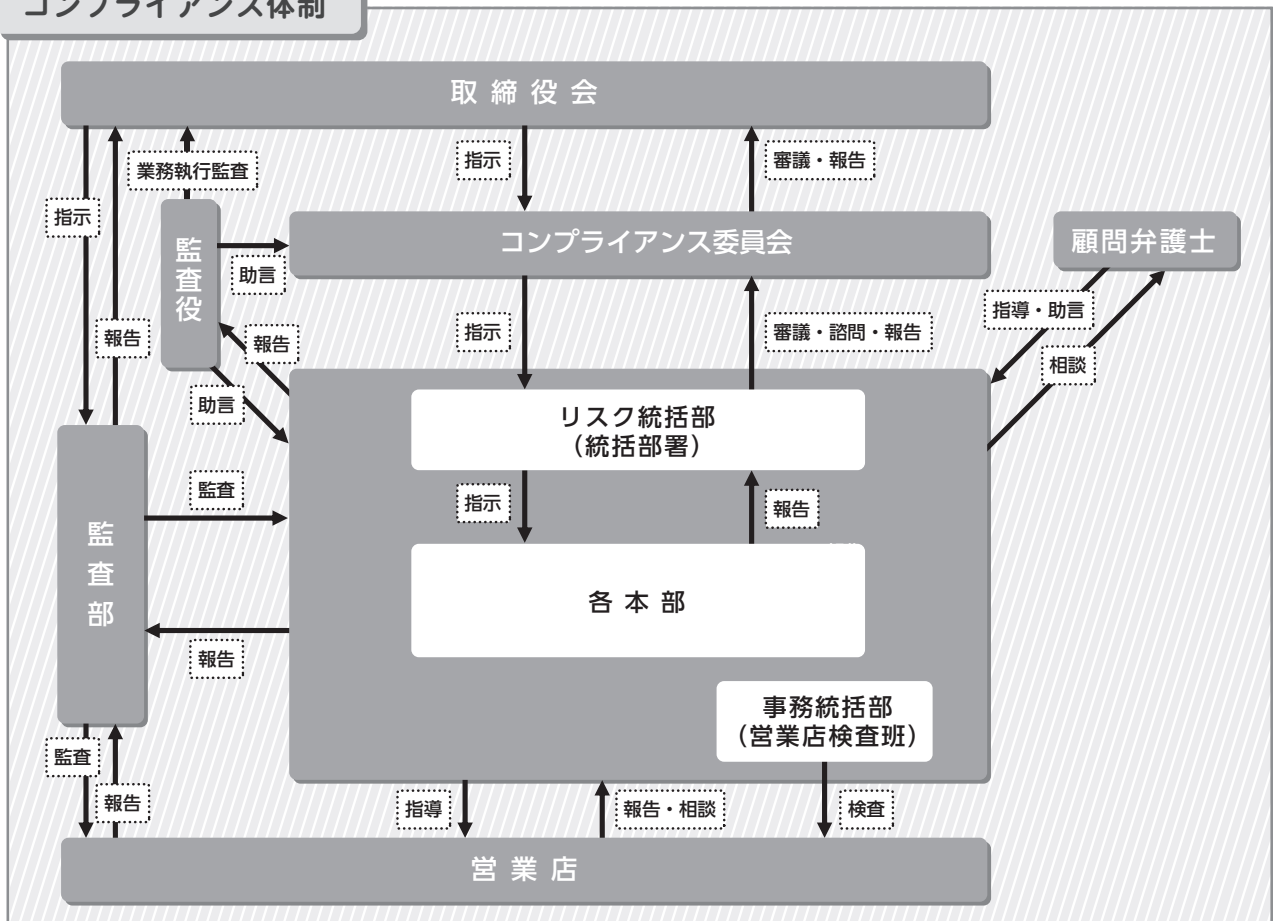 コンプライアンス体制
取締役会
指示
報告
業務執行監査
指示
審議・報告
監査役
助言
コンプライアンス委員会
顧問弁護士
報告
助言
指示
審議・諮問・報告
指導・助言
相談
リスク統括部
（統括部署）
監査
指示
報告
監査部
各本部
報告
事務統括部
（営業店検査班）
監査
報告
指導
報告・相談
検査
営業店